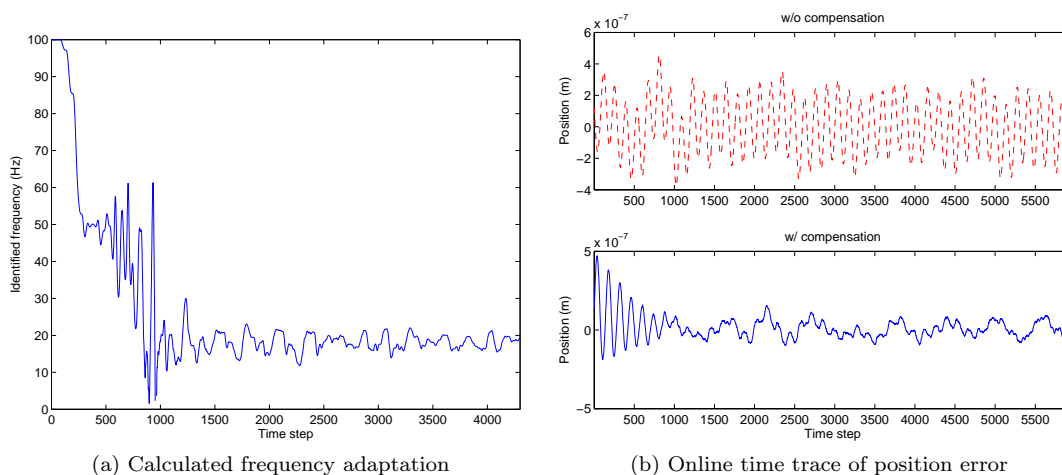 100
90
80
70
60
50
40
30
20
10
0
0 500 1000 1500 2000 2500 3000 3500 4000
Identified frequency (Hz)
Time step
(a) Calculated frequency adaptation
w/o compensation
6 x 10⁻⁷
4
2
0
−2
−4
Position (m)
500 1000 1500 2000 2500 3000 3500 4000 4500 5000 5500
w/ compensation
5 x 10⁻⁷
0
−5
Position (m)
500 1000 1500 2000 2500 3000 3500 4000 4500 5000 5500
Time step
(b) Online time trace of position error